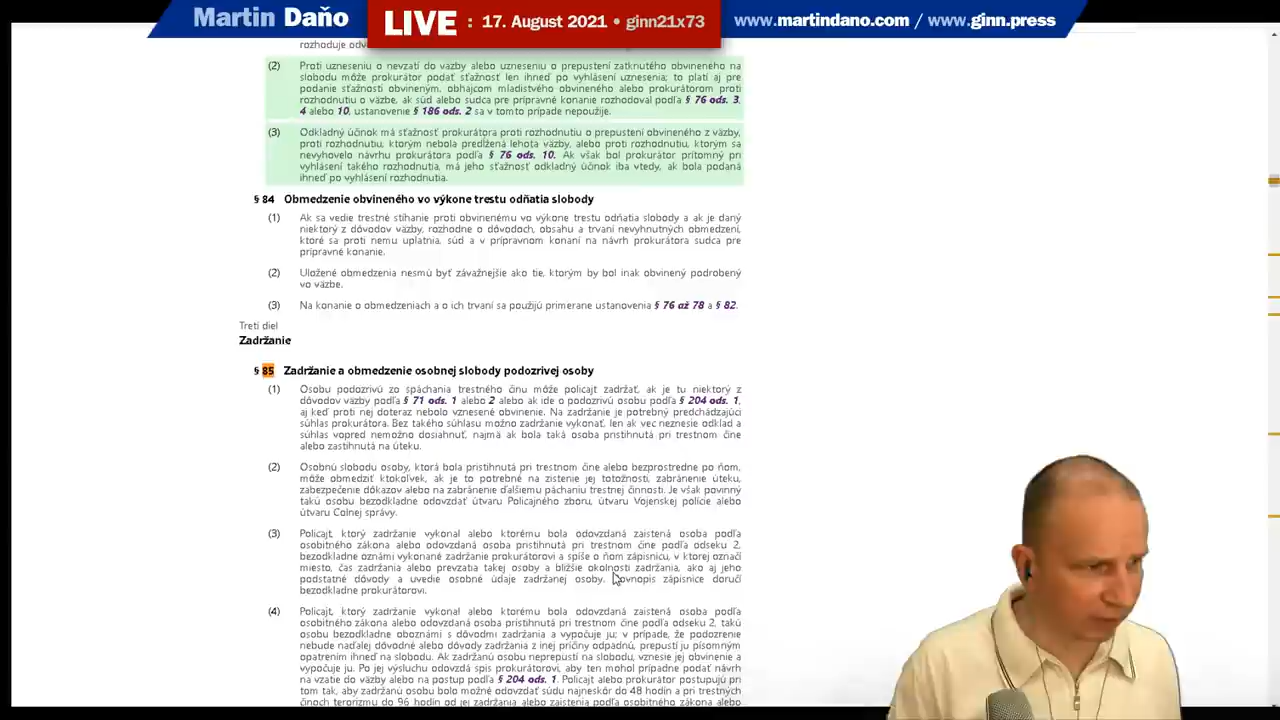 Martin Daňo
LIVE : 17. August 2021 • ginn21x73
www.martindano.com / www.ginn.press
rozhoduje odv
(2) Proti uzneseniu o nevzatí do väzby alebo uzneseniu o prepustení zatknutého obvineného na
slobodu môže prokurátor podať sťažnosť len ihneď po vyhlásení uznesenia; to platí aj pre
podanie sťažnosti obvineným, obhajcom mladistvého obvineného alebo prokurátorom proti
rozhodnutiu o väzbe, ak súd alebo sudca pre prípravné konanie rozhodoval podľa § 76 ods. 3,
4 alebo 10, ustanovenie § 186 ods. 2 sa v tomto prípade nepoužije.
(3) Odkladný účinok má sťažnosť prokurátora proti rozhodnutiu o prepustení obvineného z väzby,
proti rozhodnutiu, ktorým nebola predĺžená lehota väzby, alebo proti rozhodnutiu, ktorým sa
nevyhovelo návrhu prokurátora podľa § 76 ods. 10. Ak však bol prokurátor prítomný pri
vyhlásení takého rozhodnutia, má jeho sťažnosť odkladný účinok iba vtedy, ak bola podaná
ihneď po vyhlásení rozhodnutia.
§ 84 Obmedzenie obvineného vo výkone trestu odňatia slobody
(1) Ak sa vedie trestné stíhanie proti obvinenému vo výkone trestu odňatia slobody a ak je daný
niektorý z dôvodov väzby, rozhodne o dôvodoch, obsahu a trvaní nevyhnutných obmedzení,
ktoré sa proti nemu uplatnia, súd a v prípravnom konaní na návrh prokurátora sudca pre
prípravné konanie.
(2) Uložené obmedzenia nesmú byť závažnejšie ako tie, ktorým by bol inak obvinený podrobený
vo väzbe.
(3) Na konanie o obmedzeniach a o ich trvaní sa použijú primerane ustanovenia § 76 až 78 a § 82.
Tretí diel
Zadržanie
§ 85 Zadržanie a obmedzenie osobnej slobody podozrivej osoby
(1) Osobu podozrivú zo spáchania trestného činu môže policajt zadržať, ak je tu niektorý z
dôvodov väzby podľa § 71 ods. 1 alebo 2 alebo ak ide o podozrivú osobu podľa § 204 ods. 1,
aj keď proti nej doteraz nebolo vznesené obvinenie. Na zadržanie je potrebný predchádzajúci
súhlas prokurátora. Bez takého súhlasu možno zadržanie vykonať, len ak vec neznesie odklad a
súhlas vopred nemožno dosiahnuť, najmä ak bola taká osoba pristihnutá pri trestnom čine
alebo zastihnutá na úteku.
(2) Osobnú slobodu osoby, ktorá bola pristihnutá pri trestnom čine alebo bezprostredne po ňom,
môže obmedziť ktokoľvek, ak je to potrebné na zistenie jej totožnosti, zabránenie úteku,
zabezpečenie dôkazov alebo na zabránenie ďalšiemu páchaniu trestnej činnosti. Je však povinný
takú osobu bezodkladne odovzdať útvaru Policajného zboru, útvaru Vojenskej polície alebo
útvaru Colnej správy.
(3) Policajt, ktorý zadržanie vykonal alebo ktorému bola odovzdaná zaistená osoba podľa
osobitného zákona alebo odovzdaná osoba pristihnutá pri trestnom čine podľa odseku 2,
bezodkladne oznámi vykonané zadržanie prokurátorovi a spíše o ňom zápisnicu, v ktorej označí
miesto, čas zadržania alebo prevzatia takej osoby a bližšie okolnosti zadržania, ako aj jeho
podstatné dôvody a uvedie osobné údaje zadržanej osoby. Rovnopis zápisnice doručí
bezodkladne prokurátorovi.
(4) Policajt, ktorý zadržanie vykonal alebo ktorému bola odovzdaná zaistená osoba podľa
osobitného zákona alebo odovzdaná osoba pristihnutá pri trestnom čine podľa odseku 2, takú
osobu bezodkladne oboznámi s dôvodmi zadržania a vypočuje ju; v prípade, že podozrenie
nebude naďalej dôvodné alebo dôvody zadržania z inej príčiny odpadnú, prepustí ju písomným
opatrením ihneď na slobodu. Ak zadržanú osobu neprepustí na slobodu, vznesie jej obvinenie a
vypočuje ju. Po jej výsluchu odovzdá spis prokurátorovi, aby ten mohol prípadne podať návrh
na vzatie do väzby alebo na postup podľa § 204 ods. 1. Policajt alebo prokurátor postupujú pri
tom tak, aby zadržanú osobu bolo možné odovzdať súdu najneskôr do 48 hodín a pri trestných
činoch terorizmu do 96 hodín od jej zadržania alebo zaistenia podľa osobitného zákona alebo